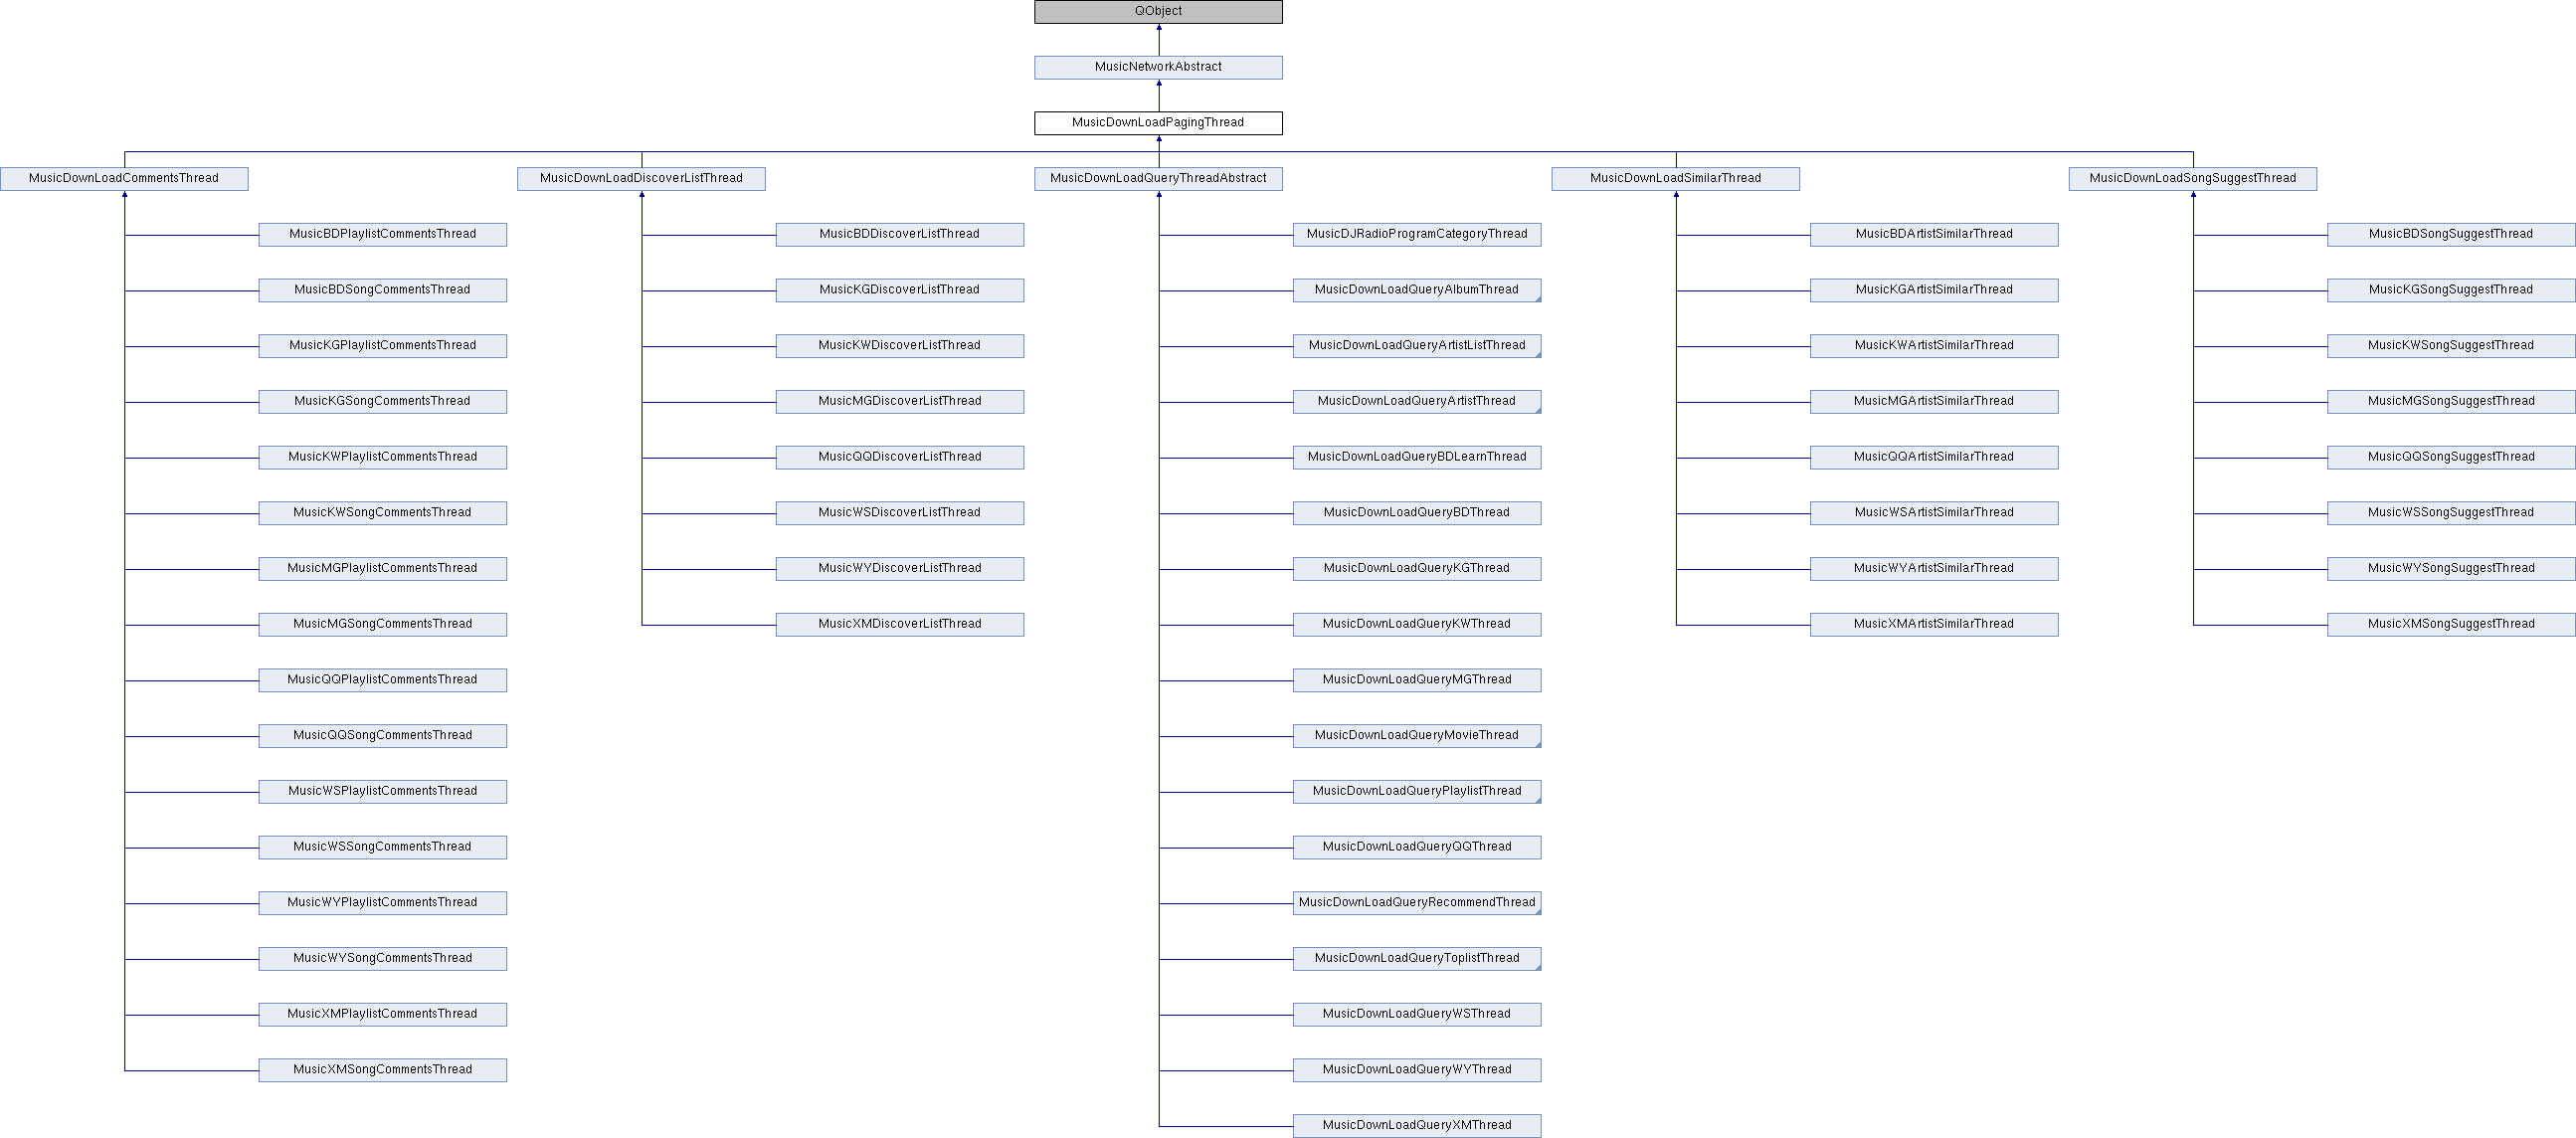 QObject
MusicNetworkAbstract
MusicDownLoadPagingThread
MusicDownLoadCommentsThread
MusicDownLoadDiscoverListThread
MusicDownLoadQueryThreadAbstract
MusicDownLoadSimilarThread
MusicDownLoadSongSuggestThread
MusicBDPlaylistCommentsThread
MusicBDDiscoverListThread
MusicDJRadioProgramCategoryThread
MusicBDArtistSimilarThread
MusicBDSongSuggestThread
MusicBDSongCommentsThread
MusicKGDiscoverListThread
MusicDownLoadQueryAlbumThread
MusicKGArtistSimilarThread
MusicKGSongSuggestThread
MusicKGPlaylistCommentsThread
MusicKWDiscoverListThread
MusicDownLoadQueryArtistListThread
MusicKWArtistSimilarThread
MusicKWSongSuggestThread
MusicKGSongCommentsThread
MusicMGDiscoverListThread
MusicDownLoadQueryArtistThread
MusicMGArtistSimilarThread
MusicMGSongSuggestThread
MusicKWPlaylistCommentsThread
MusicQQDiscoverListThread
MusicDownLoadQueryBDLearnThread
MusicQQArtistSimilarThread
MusicQQSongSuggestThread
MusicKWSongCommentsThread
MusicWSDiscoverListThread
MusicDownLoadQueryBDThread
MusicWSArtistSimilarThread
MusicWSSongSuggestThread
MusicMGPlaylistCommentsThread
MusicWYDiscoverListThread
MusicDownLoadQueryKGThread
MusicWYArtistSimilarThread
MusicWYSongSuggestThread
MusicMGSongCommentsThread
MusicXMDiscoverListThread
MusicDownLoadQueryKWThread
MusicXMArtistSimilarThread
MusicXMSongSuggestThread
MusicQQPlaylistCommentsThread
MusicDownLoadQueryMGThread
MusicQQSongCommentsThread
MusicDownLoadQueryMovieThread
MusicWSPlaylistCommentsThread
MusicDownLoadQueryPlaylistThread
MusicWSSongCommentsThread
MusicDownLoadQueryQQThread
MusicWYPlaylistCommentsThread
MusicDownLoadQueryRecommendThread
MusicWYSongCommentsThread
MusicDownLoadQueryToplistThread
MusicXMPlaylistCommentsThread
MusicDownLoadQueryWSThread
MusicXMSongCommentsThread
MusicDownLoadQueryWYThread
MusicDownLoadQueryXMThread